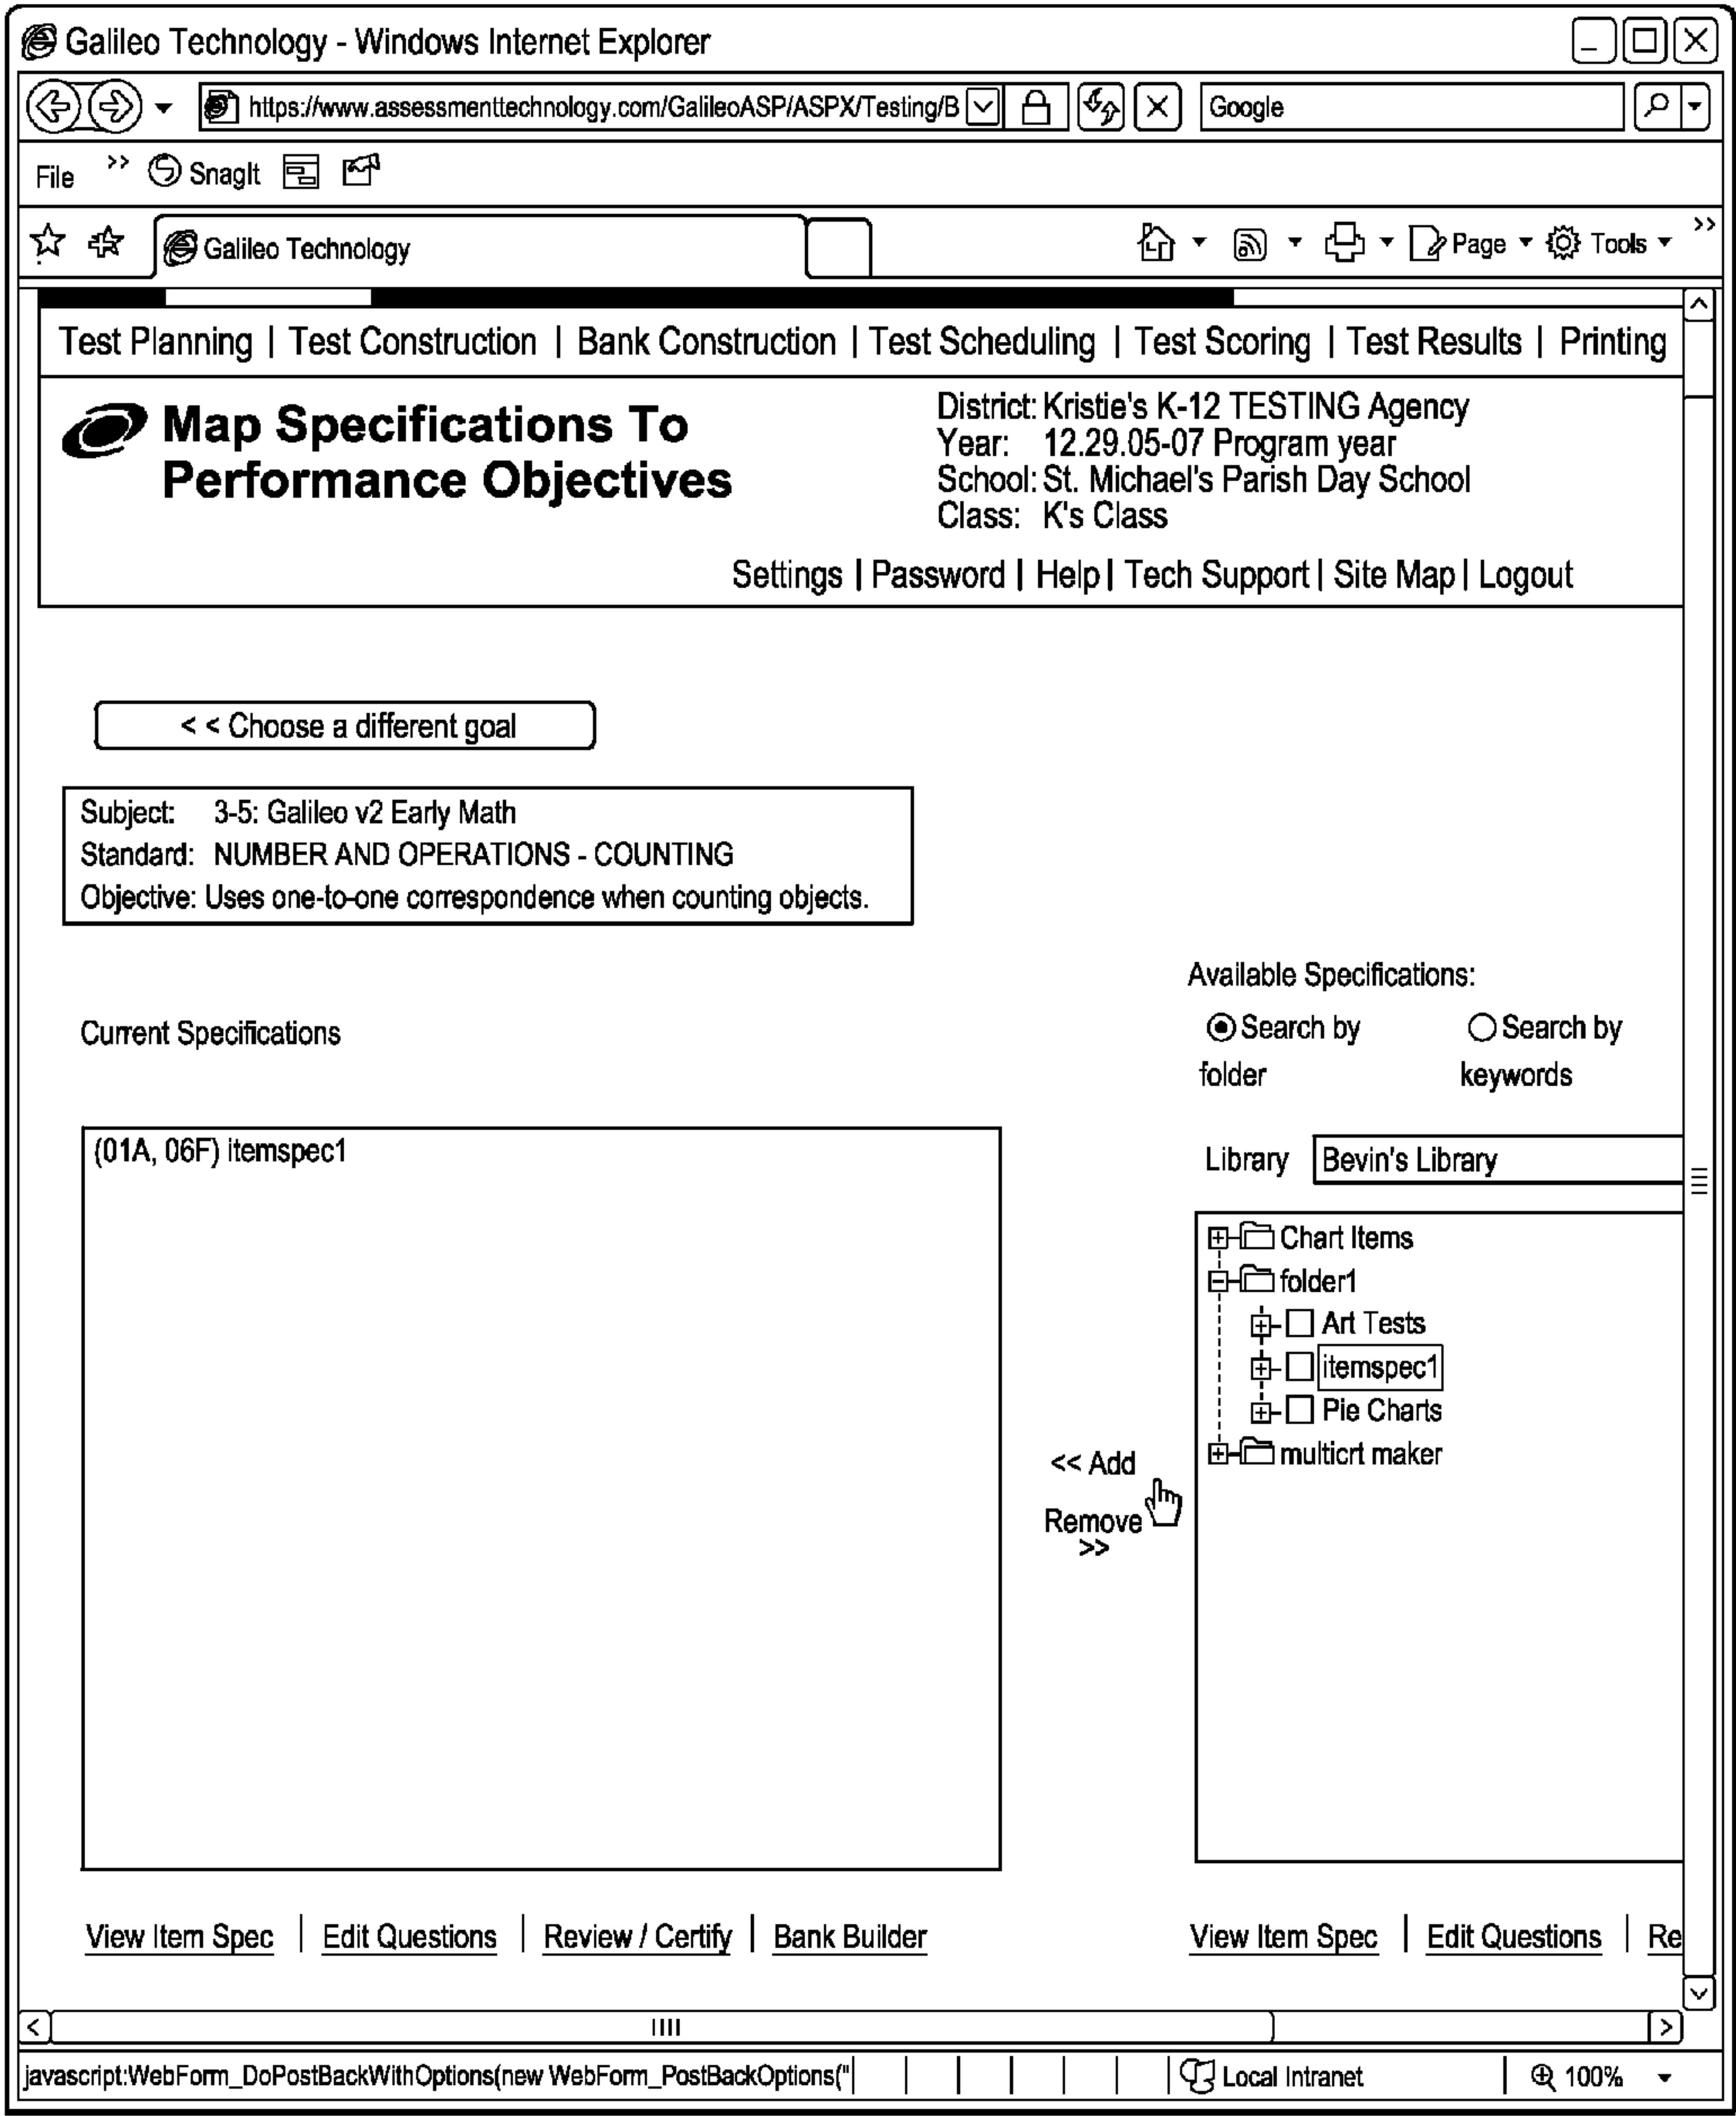 Galileo Technology - Windows Internet Explorer
https://www.assessmenttechnology.com/GalileoASP/ASPX/Testing/B
Google
File >> SnagIt
Galileo Technology
Page
Tools >>
Test Planning | Test Construction | Bank Construction | Test Scheduling | Test Scoring | Test Results | Printing
Map Specifications To
Performance Objectives
District: Kristie's K-12 TESTING Agency
Year: 12.29.05-07 Program year
School: St. Michael's Parish Day School
Class: K's Class
Settings | Password | Help | Tech Support | Site Map | Logout
< < Choose a different goal
Subject: 3-5: Galileo v2 Early Math
Standard: NUMBER AND OPERATIONS - COUNTING
Objective: Uses one-to-one correspondence when counting objects.
Current Specifications
(01A, 06F) itemspec1
<< Add
Remove
>>
Available Specifications:
Search by folder
Search by keywords
Library Bevin's Library
Chart Items
folder1
Art Tests
itemspec1
Pie Charts
multicrt maker
View Item Spec | Edit Questions | Review / Certify | Bank Builder
View Item Spec | Edit Questions | Re
javascript:WebForm_DoPostBackWithOptions(new WebForm_PostBackOptions("
Local Intranet
100%